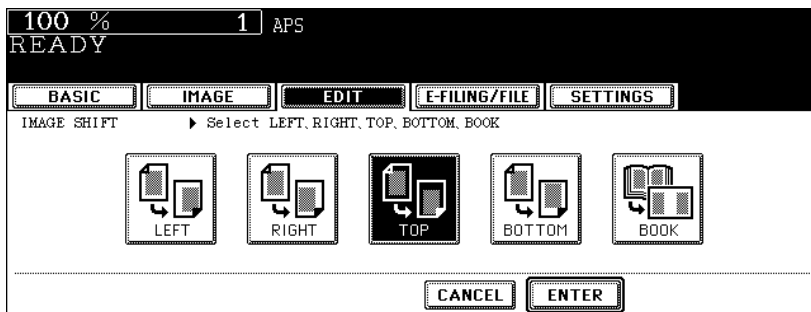 100 % 1 APS
READY
BASIC IMAGE EDIT E-FILING/FILE SETTINGS
IMAGE SHIFT ▶ Select LEFT, RIGHT, TOP, BOTTOM, BOOK
LEFT RIGHT TOP BOTTOM BOOK
CANCEL ENTER